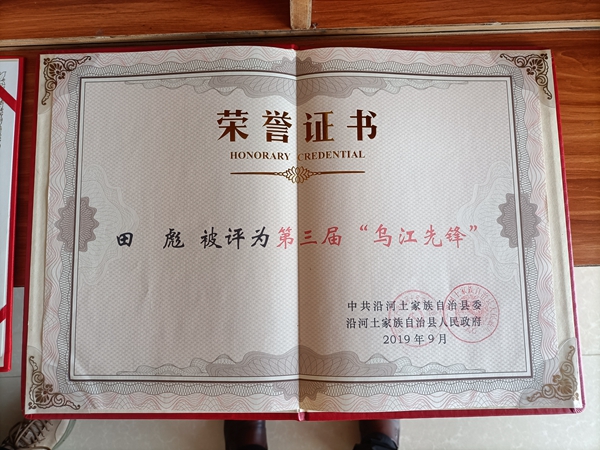 荣誉证书
HONORARY CREDENTIAL
田 彪 被评为第三届“乌江先锋”
中共沿河土家族自治县委
沿河土家族自治县人民政府
2019年9月